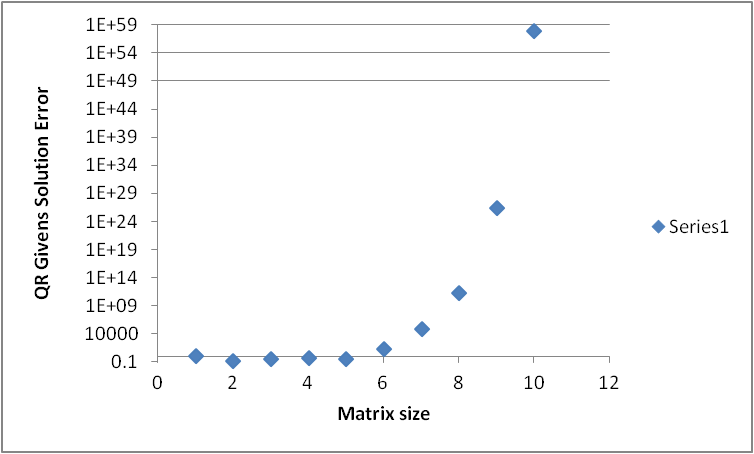 QR Givens Solution Error
1E+59
1E+54
1E+49
1E+44
1E+39
1E+34
1E+29
1E+24
1E+19
1E+14
1E+09
10000
0.1
0 2 4 6 8 10 12
Matrix size
Series1